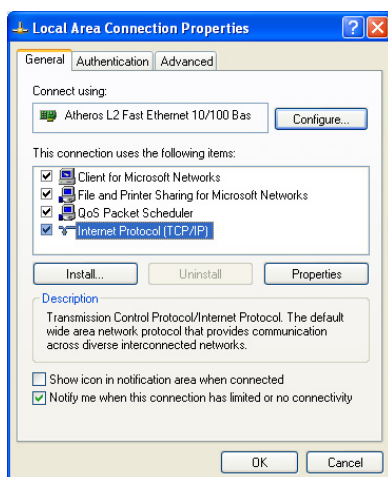 Local Area Connection Properties
General Authentication Advanced
Connect using:
Atheros L2 Fast Ethernet 10/100 Bas Configure...
This connection uses the following items:
Client for Microsoft Networks
File and Printer Sharing for Microsoft Networks
QoS Packet Scheduler
Internet Protocol (TCP/IP)
Install... Uninstall Properties
Description
Transmission Control Protocol/Internet Protocol. The default
wide area network protocol that provides communication
across diverse interconnected networks.
Show icon in notification area when connected
Notify me when this connection has limited or no connectivity
OK Cancel